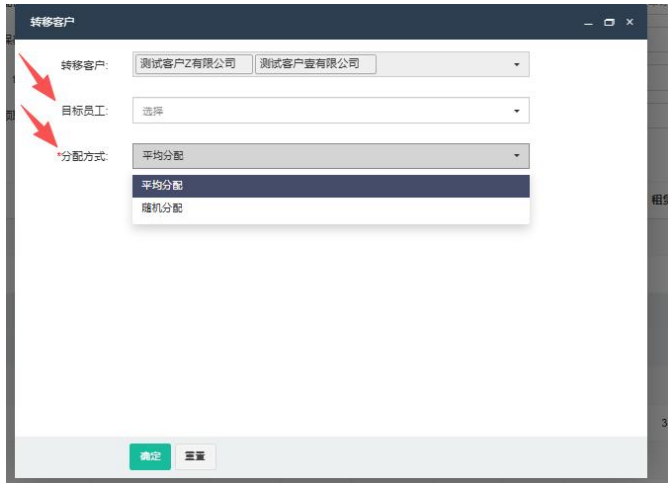 转移客户
转移客户: 测试客户Z有限公司 测试客户壹有限公司
目标员工: 选择
*分配方式: 平均分配
平均分配
随机分配
确定 重置